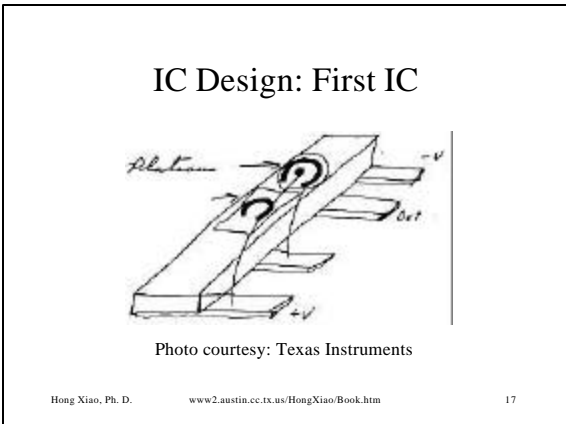 IC Design: First IC
-V
Out
+V
Photo courtesy: Texas Instruments
Hong Xiao, Ph. D. www2.austin.cc.tx.us/HongXiao/Book.htm 17